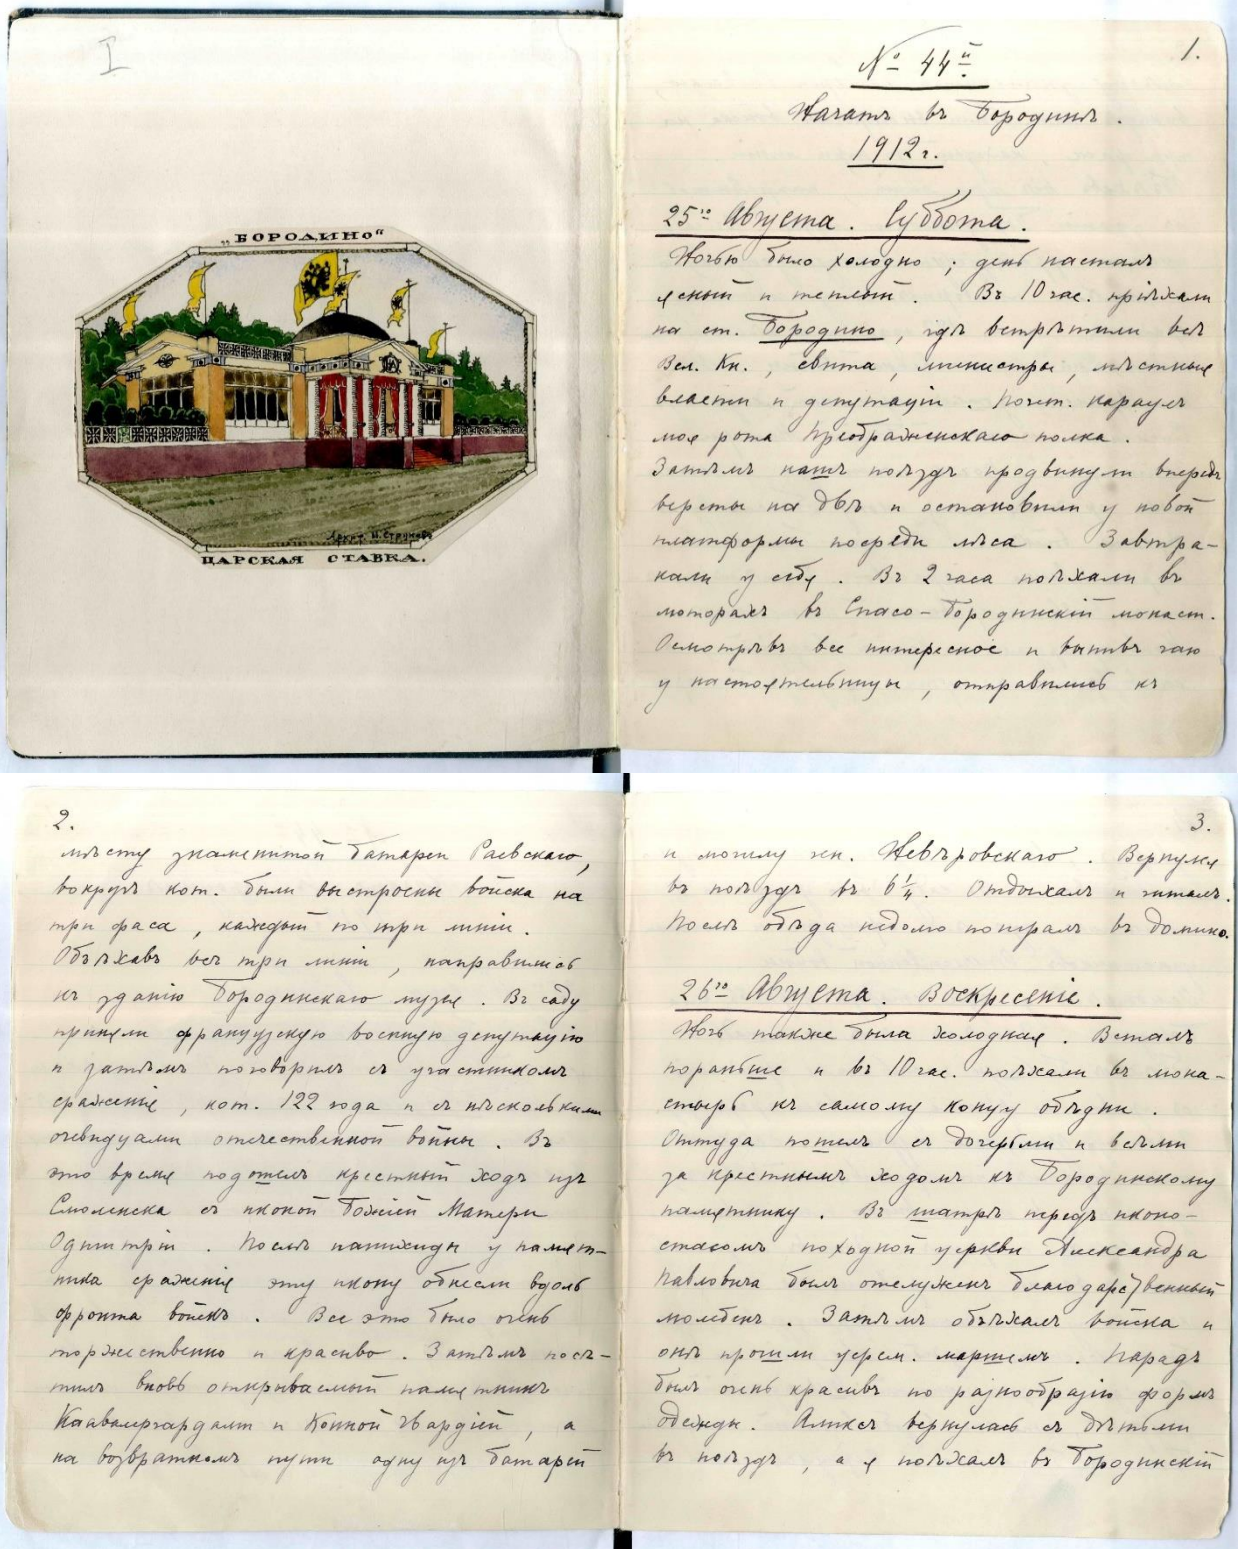 I
„БОРОДИНО“
Архит. П. Струковъ
ЦАРСКАЯ СТАВКА.
1.
№ 44й
Начатъ въ Бородинѣ.
1912 г.
25го Августа. Суббота.
Ночью было холодно; день насталъ
ясный и теплый. Въ 10 час. пріѣхали
на ст. Бородино, гдѣ встрѣтили всѣ
Вел. Кн., свита, министры, мѣстные
власти и депутаціи. Почет. караулъ
моя рота Преображенскаго полка.
Затѣмъ нашъ поѣздъ продвинули впередъ
версты на двѣ и остановили у новой
платформы посреди лѣса. Завтра-
кали у себя. Въ 2 часа поѣхали въ
моторахъ въ Спасо-Бородинскій монаст.
Осмотрѣвъ все интересное и выпивъ чаю
у настоятельницы, отправились къ
2.
мѣсту знаменитой батареи Раевскаго,
вокругъ кот. были выстроены войска на
три фаса, каждый по три линіи.
Объѣхавъ всѣ три линіи, направились
къ зданію Бородинскаго музея. Въ саду
приняли французскую военную депутацію
и затѣмъ поговорилъ съ участникомъ
сраженія, кот. 122 года и съ нѣсколькими
очевидцами отечественной войны. Въ
это время подошелъ крестный ходъ изъ
Смоленска съ иконой Божіей Матери
Одигитріи. После панихиды у памят-
ника сраженія эту икону обнесли вдоль
фронта войскъ. Все это было очень
торжественно и красиво. Затѣмъ посѣ-
тилъ вновь открываемый памятникъ
Кавалергардамъ и Конной Гвардіей, а
на возвратномъ пути одну изъ батарей
3.
и могилу ген. Невѣровскаго. Вернулся
въ поѣздъ въ 6¼. Отдыхалъ и читалъ.
Послѣ обѣда недолго поигралъ въ домино.
26го Августа. Воскресеніе.
Ночь также была холодная. Всталъ
пораньше и въ 10 час. поѣхали въ мона-
стырь къ самому концу обѣдни.
Оттуда пошелъ съ дочерьми и всѣми
за крестнымъ ходомъ къ Бородинскому
памятнику. Въ шатрѣ передъ иконо-
стасомъ походной церкви Александра
Павловича былъ отслуженъ благодарственный
молебенъ. Затѣмъ объѣхалъ войска и
онѣ прошли церем. маршемъ. Парадъ
былъ очень красивъ по разнообразію формъ
одежды. Аликсъ вернулась съ дѣтьми
въ поѣздъ, а я поѣхалъ въ Бородинскій